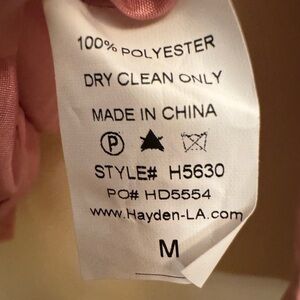 100% POLYESTER
DRY CLEAN ONLY
MADE IN CHINA
P
STYLE# H5630
PO# HD5554
www.Hayden-LA.com
M